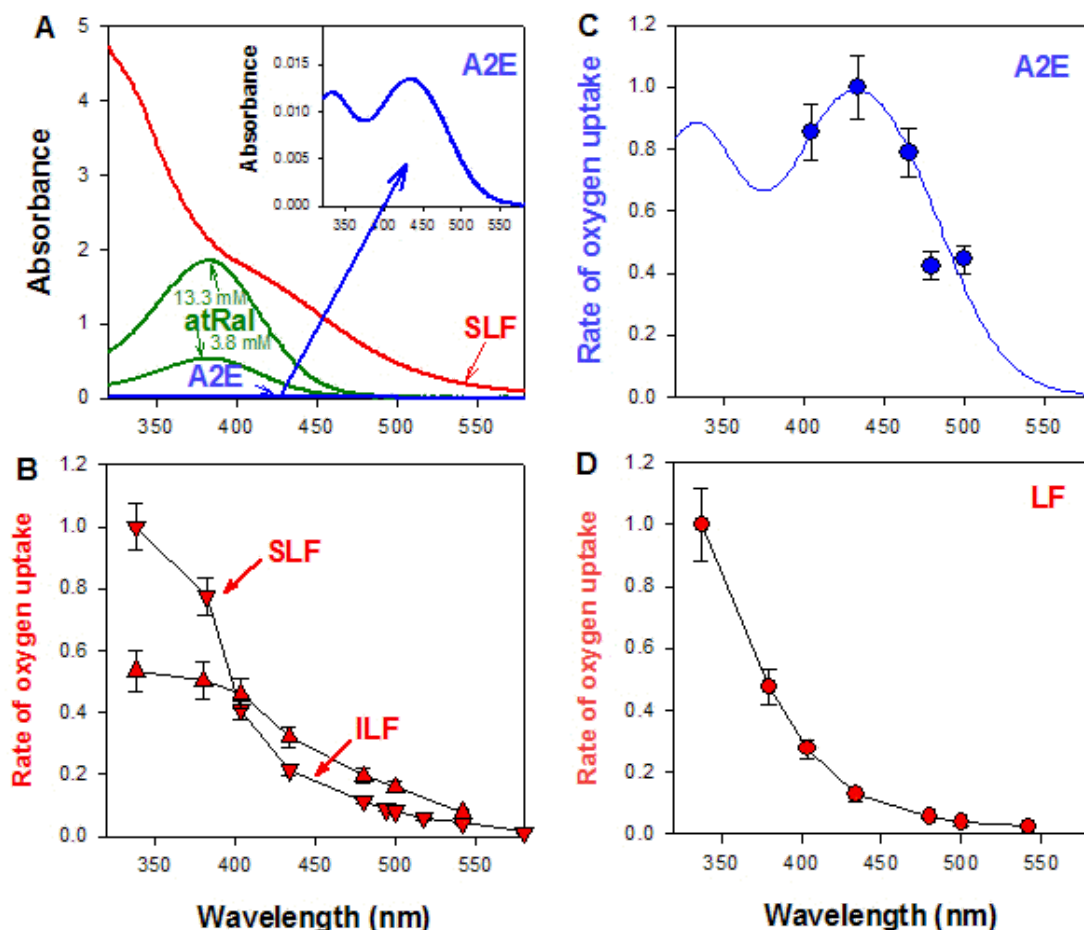 A
Absorbance
5
4
3
2
1
0
350
400
450
500
550
SLF
13.3 mM
atRal
3.8 mM
A2E
Absorbance
0.015
0.010
0.005
0.000
350
400
450
500
550
A2E
C
Rate of oxygen uptake
1.2
1.0
0.8
0.6
0.4
0.2
0.0
350
400
450
500
550
A2E
B
Rate of oxygen uptake
1.2
1.0
0.8
0.6
0.4
0.2
0.0
SLF
ILF
350
400
450
500
550
Wavelength (nm)
D
Rate of oxygen uptake
1.2
1.0
0.8
0.6
0.4
0.2
0.0
LF
350
400
450
500
550
Wavelength (nm)